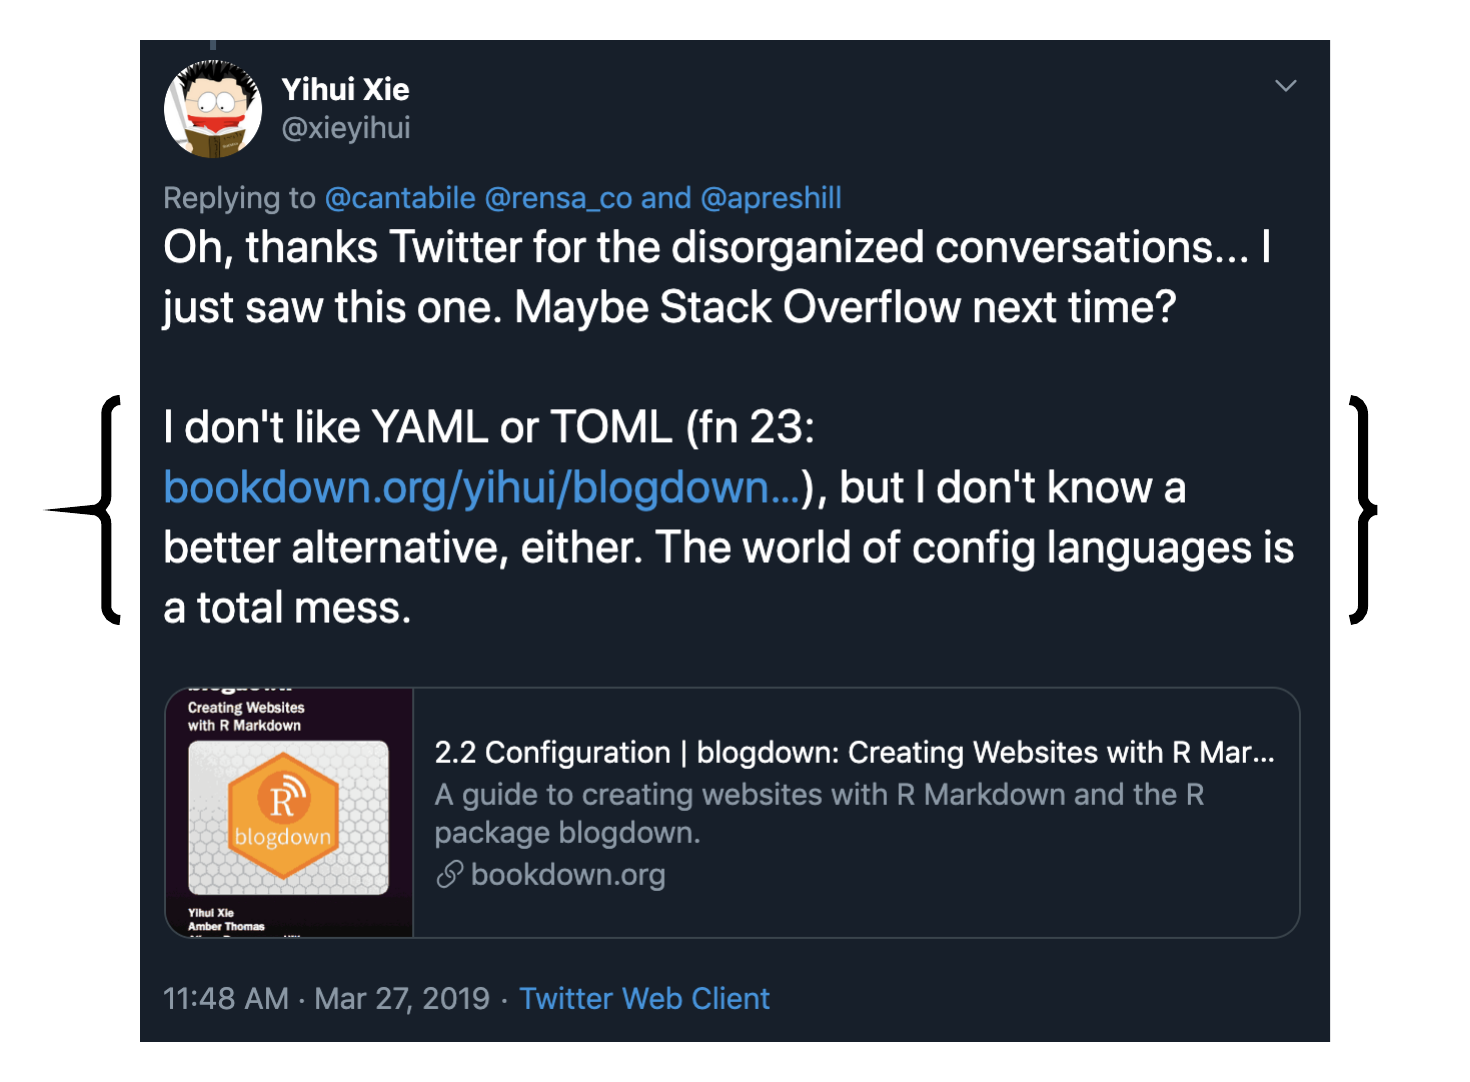 Yihui Xie
@xieyihui
Replying to @cantabile @rensa_co and @apreshill
Oh, thanks Twitter for the disorganized conversations... I
just saw this one. Maybe Stack Overflow next time?
I don't like YAML or TOML (fn 23:
bookdown.org/yihui/blogdown...), but I don't know a
better alternative, either. The world of config languages is
a total mess.
Creating Websites
with R Markdown
R
blogdown
Yihui Xie
Amber Thomas
2.2 Configuration | blogdown: Creating Websites with R Mar...
A guide to creating websites with R Markdown and the R
package blogdown.
bookdown.org
11:48 AM · Mar 27, 2019 · Twitter Web Client